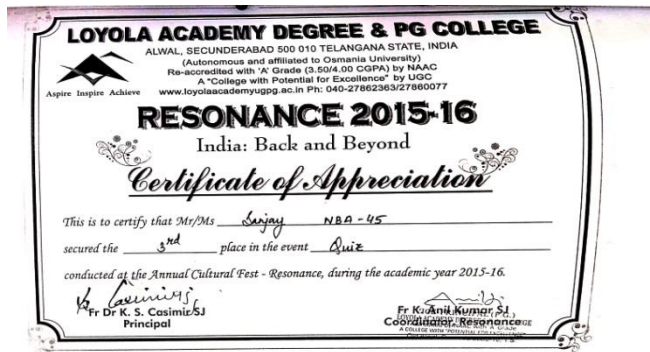 LOYOLA ACADEMY DEGREE & PG COLLEGE
ALWAL, SECUNDERABAD 500 010 TELANGANA STATE, INDIA
(Autonomous and affiliated to Osmania University)
Re-accredited with 'A' Grade (3.50/4.00 CGPA) by NAAC
A "College with Potential for Excellence" by UGC
www.loyolaacademyugpg.ac.in Ph: 040-27862363/27860077
Aspire Inspire Achieve
RESONANCE 2015-16
India: Back and Beyond
Certificate of Appreciation
This is to certify that Mr/Ms Sanjay NBA-45
secured the 3rd place in the event Quiz
conducted at the Annual Cultural Fest - Resonance, during the academic year 2015-16.
Fr Dr K. S. Casimir SJ
Principal
Fr K. Anil Kumar SJ
Coordinator, Resonance